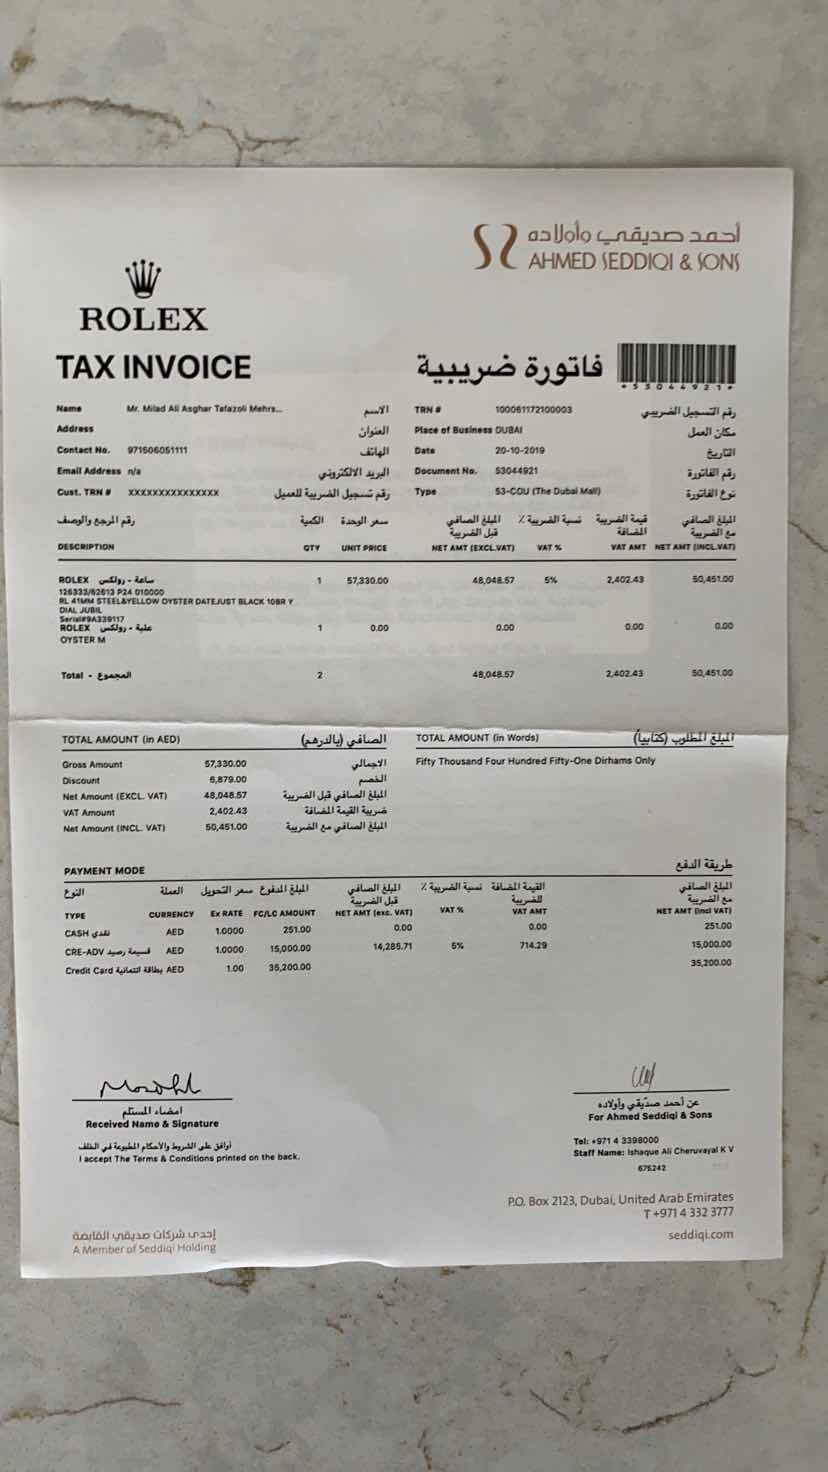 أحمد صديقي وأولاده
AHMED SEDDIQI & SONS
ROLEX
TAX INVOICE فاتورة ضريبية
*53044921*
Name Mr. Milad Ali Asghar Tafazoli Mehrs... الاسم TRN # 100061172100003 رقم التسجيل الضريبي
Address العنوان Place of Business DUBAI مكان العمل
Contact No. 971506051111 الهاتف Date 20-10-2019 التاريخ
Email Address n/a البريد الالكتروني Document No. 53044921 رقم الفاتورة
Cust. TRN # XXXXXXXXXXXXXXX رقم تسجيل الضريبة للعميل Type 53-COU (The Dubai Mall) نوع الفاتورة
رقم المرجع والوصف الكمية سعر الوحدة المبلغ الصافي نسبة الضريبة ٪ قيمة الضريبة المبلغ الصافي
قبل الضريبة المضافة مع الضريبة
DESCRIPTION QTY UNIT PRICE NET AMT (EXCL.VAT) VAT % VAT AMT NET AMT (INCL.VAT)
ROLEX ساعة - رولكس 1 57,330.00 48,048.57 5% 2,402.43 50,451.00
126333/62613 P24 010000
RL 41MM STEEL&YELLOW OYSTER DATEJUST BLACK 10BR Y
DIAL JUBIL
Serial#9A339117
ROLEX علبة - رولكس 1 0.00 0.00 0.00 0.00
OYSTER M
Total - المجموع 2 48,048.57 2,402.43 50,451.00
TOTAL AMOUNT (in AED) الصافي (بالدرهم) TOTAL AMOUNT (in Words) المبلغ المطلوب (كتابياً)
Gross Amount 57,330.00 الاجمالي Fifty Thousand Four Hundred Fifty-One Dirhams Only
Discount 6,879.00 الخصم
Net Amount (EXCL. VAT) 48,048.57 المبلغ الصافي قبل الضريبة
VAT Amount 2,402.43 ضريبة القيمة المضافة
Net Amount (INCL. VAT) 50,451.00 المبلغ الصافي مع الضريبة
PAYMENT MODE طريقة الدفع
النوع العملة سعر التحويل المبلغ المدفوع المبلغ الصافي نسبة الضريبة ٪ القيمة المضافة المبلغ الصافي
قبل الضريبة للضريبة مع الضريبة
TYPE CURRENCY Ex RATE FC/LC AMOUNT NET AMT (exc. VAT) VAT % VAT AMT NET AMT (incl VAT)
CASH نقدي AED 1.0000 251.00 0.00 0.00 251.00
CRE-ADV قسيمة رصيد AED 1.0000 15,000.00 14,285.71 5% 714.29 15,000.00
Credit Card بطاقة ائتمانية AED 1.00 35,200.00 35,200.00
امضاء المستلم
Received Name & Signature
عن أحمد صدّيقي وأولاده
For Ahmed Seddiqi & Sons
أوافق على الشروط والأحكام المطبوعة في الخلف
I accept The Terms & Conditions printed on the back.
Tel: +971 4 3398000
Staff Name: Ishaque Ali Cheruvayal K V
675242
P.O. Box 2123, Dubai, United Arab Emirates
T +971 4 332 3777
seddiqi.com
إحدى شركات صديقي القابضة
A Member of Seddiqi Holding